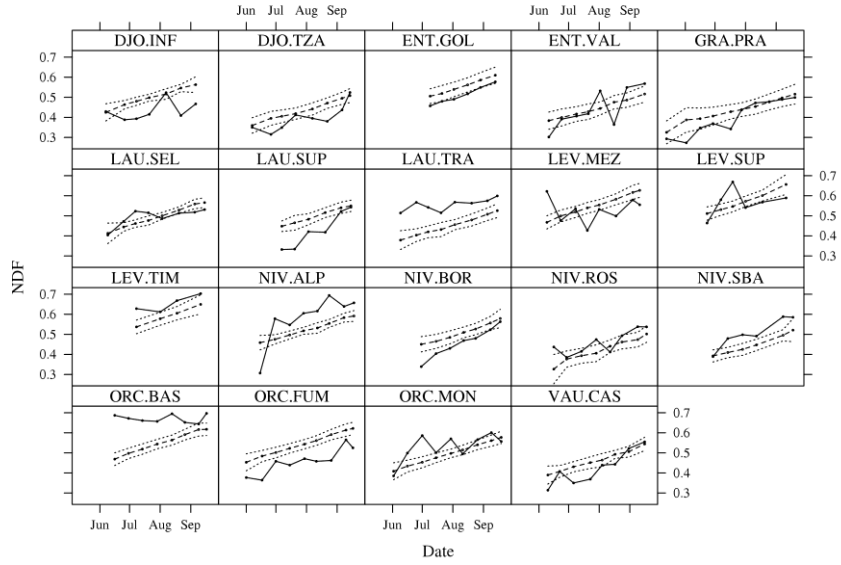 Jun Jul Aug Sep Jun Jul Aug Sep
DJO.INF DJO.TZA ENT.GOL ENT.VAL GRA.PRA
0.7
0.6
0.5
0.4
0.3
LAU.SEL LAU.SUP LAU.TRA LEV.MEZ LEV.SUP
0.7
0.6
0.5
0.4
0.3
NDF
LEV.TIM NIV.ALP NIV.BOR NIV.ROS NIV.SBA
0.7
0.6
0.5
0.4
0.3
ORC.BAS ORC.FUM ORC.MON VAU.CAS
0.7
0.6
0.5
0.4
0.3
Jun Jul Aug Sep Jun Jul Aug Sep
Date